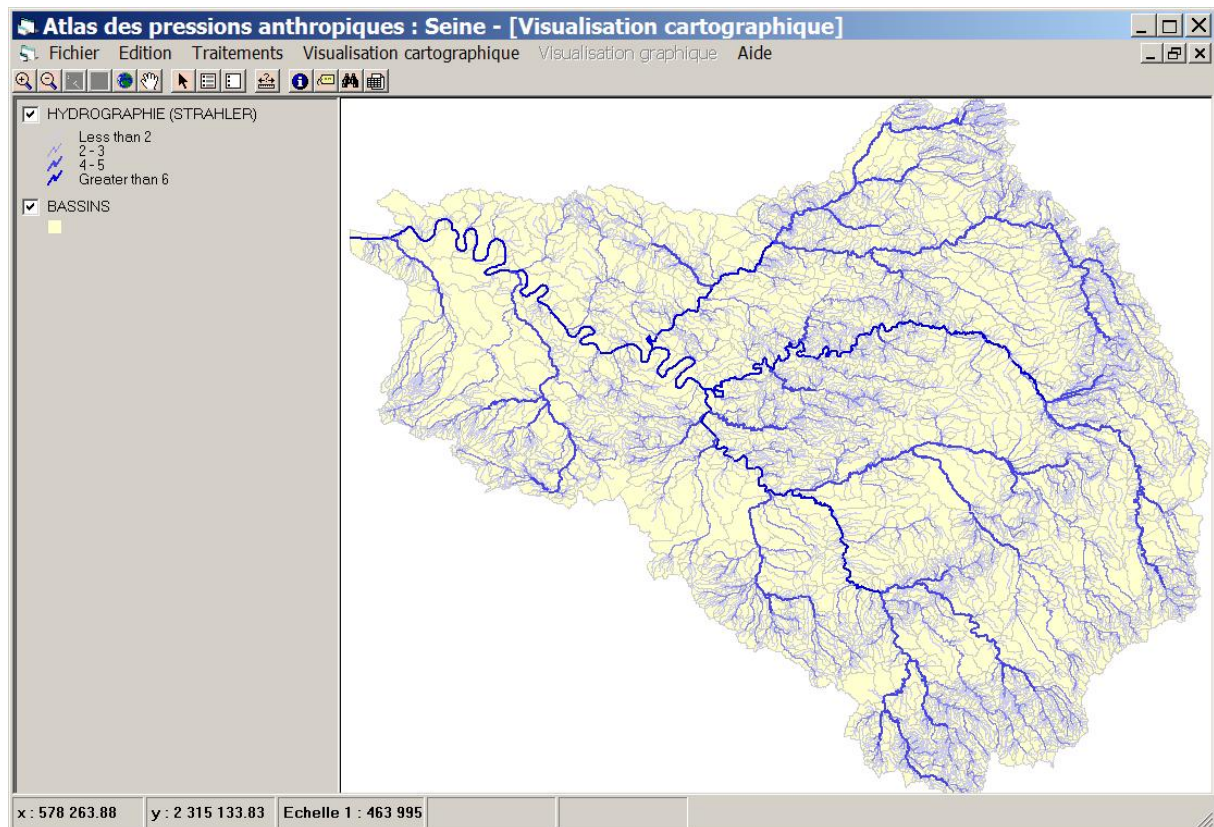 Atlas des pressions anthropiques : Seine - [Visualisation cartographique]
Fichier Edition Traitements Visualisation cartographique Visualisation graphique Aide
HYDROGRAPHIE (STRAHLER)
Less than 2
2 - 3
4 - 5
Greater than 6
BASSINS
x : 578 263.88 y : 2 315 133.83 Echelle 1 : 463 995